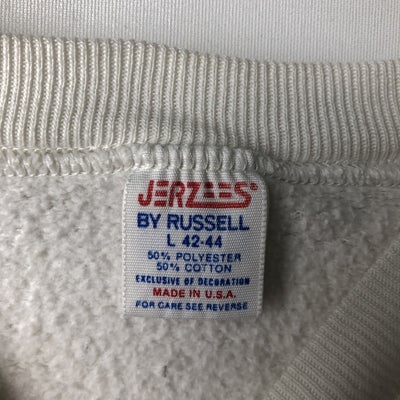 JERZEES®
BY RUSSELL
L 42-44
50% POLYESTER
50% COTTON
EXCLUSIVE OF DECORATION
MADE IN U.S.A.
FOR CARE SEE REVERSE